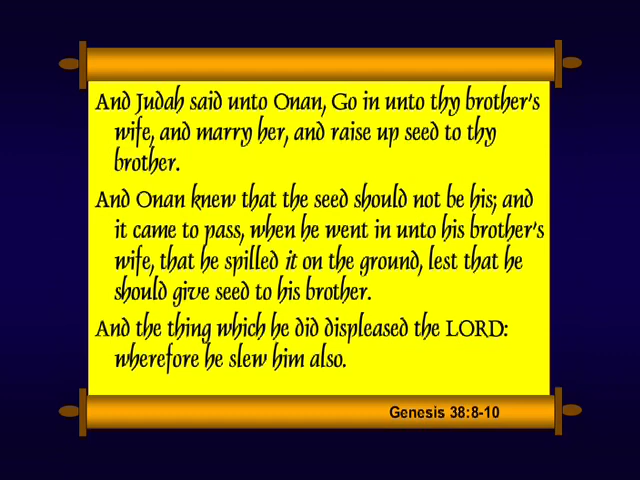 And Judah said unto Onan, Go in unto thy brother's
wife, and marry her, and raise up seed to thy
brother.
And Onan knew that the seed should not be his; and
it came to pass, when he went in unto his brother's
wife, that he spilled it on the ground, lest that he
should give seed to his brother.
And the thing which he did displeased the LORD:
wherefore he slew him also.
Genesis 38:8-10